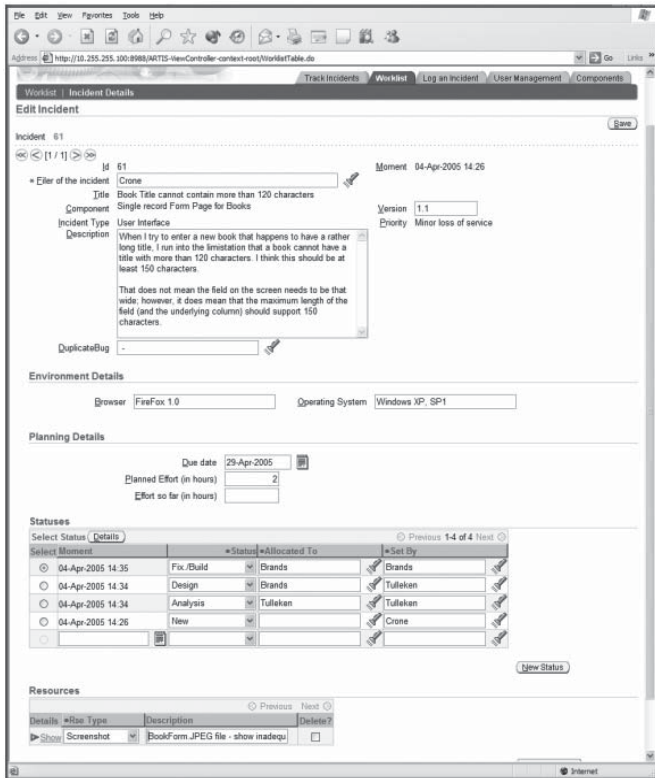 File Edit View Favorites Tools Help
Address http://10.255.255.100:8988/ARTIS-ViewController-context-root/WorklistTable.do Go Links »
Track Incidents Worklist Log an Incident User Management Components
Worklist | Incident Details
Edit Incident
Save
Incident 61
[1 / 1]
Id 61 Moment 04-Apr-2005 14:26
Filer of the incident Crone
Title Book Title cannot contain more than 120 characters
Component Single record Form Page for Books Version 1.1
Incident Type User Interface Priority Minor loss of service
Description When I try to enter a new book that happens to have a rather
long title, I run into the limistation that a book cannot have a
title with more than 120 characters. I think this should be at
least 150 characters.
That does not mean the field on the screen needs to be that
wide; however, it does mean that the maximum length of the
field (and the underlying column) should support 150
characters.
DuplicateBug -
Environment Details
Browser FireFox 1.0 Operating System Windows XP, SP1
Planning Details
Due date 29-Apr-2005
Planned Effort (in hours) 2
Effort so far (in hours)
Statuses
Select Status Details Previous 1-4 of 4 Next
Select Moment Status Allocated To Set By
04-Apr-2005 14:35 Fix /Build Brands Brands
04-Apr-2005 14:34 Design Brands Tulleken
04-Apr-2005 14:34 Analysis Tulleken Tulleken
04-Apr-2005 14:26 New Crone
New Status
Resources
Previous Next
Details Rse Type Description Delete?
Show Screenshot BookForm JPEG file - show inadequ
Internet